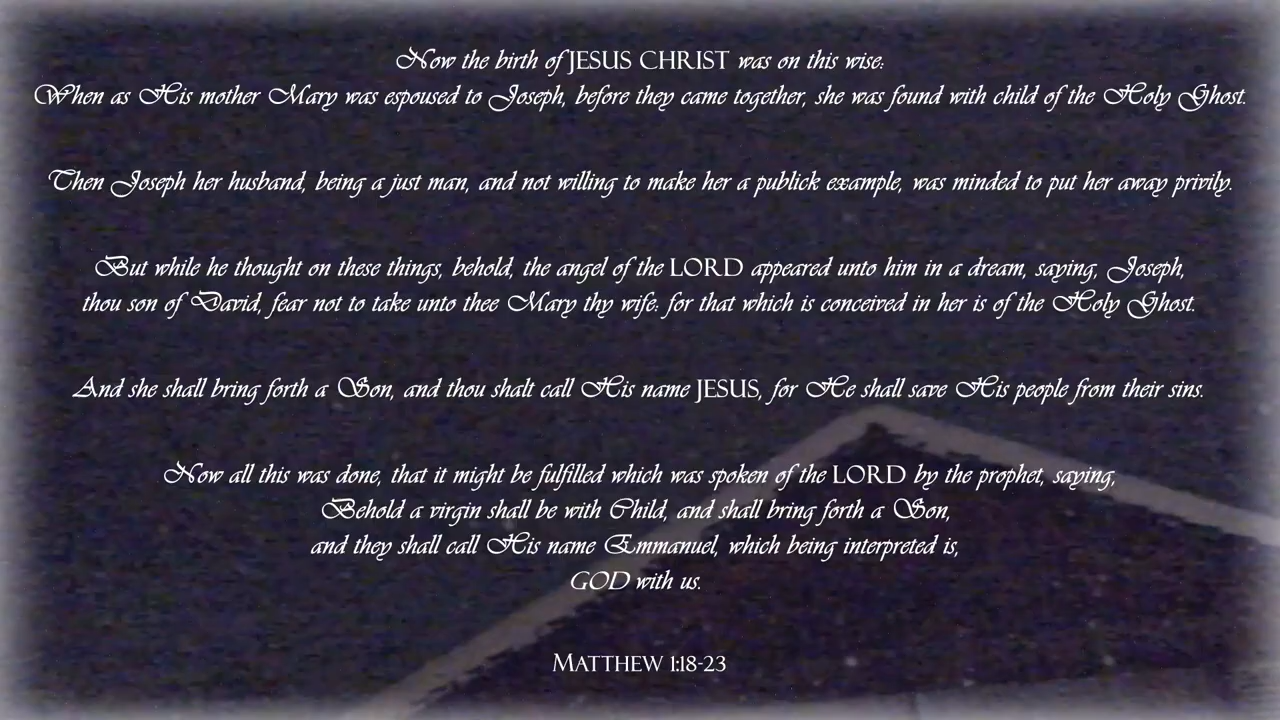 Now the birth of JESUS CHRIST was on this wise:
When as His mother Mary was espoused to Joseph, before they came together, she was found with child of the Holy Ghost.
Then Joseph her husband, being a just man, and not willing to make her a publick example, was minded to put her away privily.
But while he thought on these things, behold, the angel of the LORD appeared unto him in a dream, saying, Joseph,
thou son of David, fear not to take unto thee Mary thy wife: for that which is conceived in her is of the Holy Ghost.
And she shall bring forth a Son, and thou shalt call His name JESUS, for He shall save His people from their sins.
Now all this was done, that it might be fulfilled which was spoken of the LORD by the prophet, saying,
Behold a virgin shall be with Child, and shall bring forth a Son,
and they shall call His name Emmanuel, which being interpreted is,
GOD with us.
MATTHEW 1:18-23